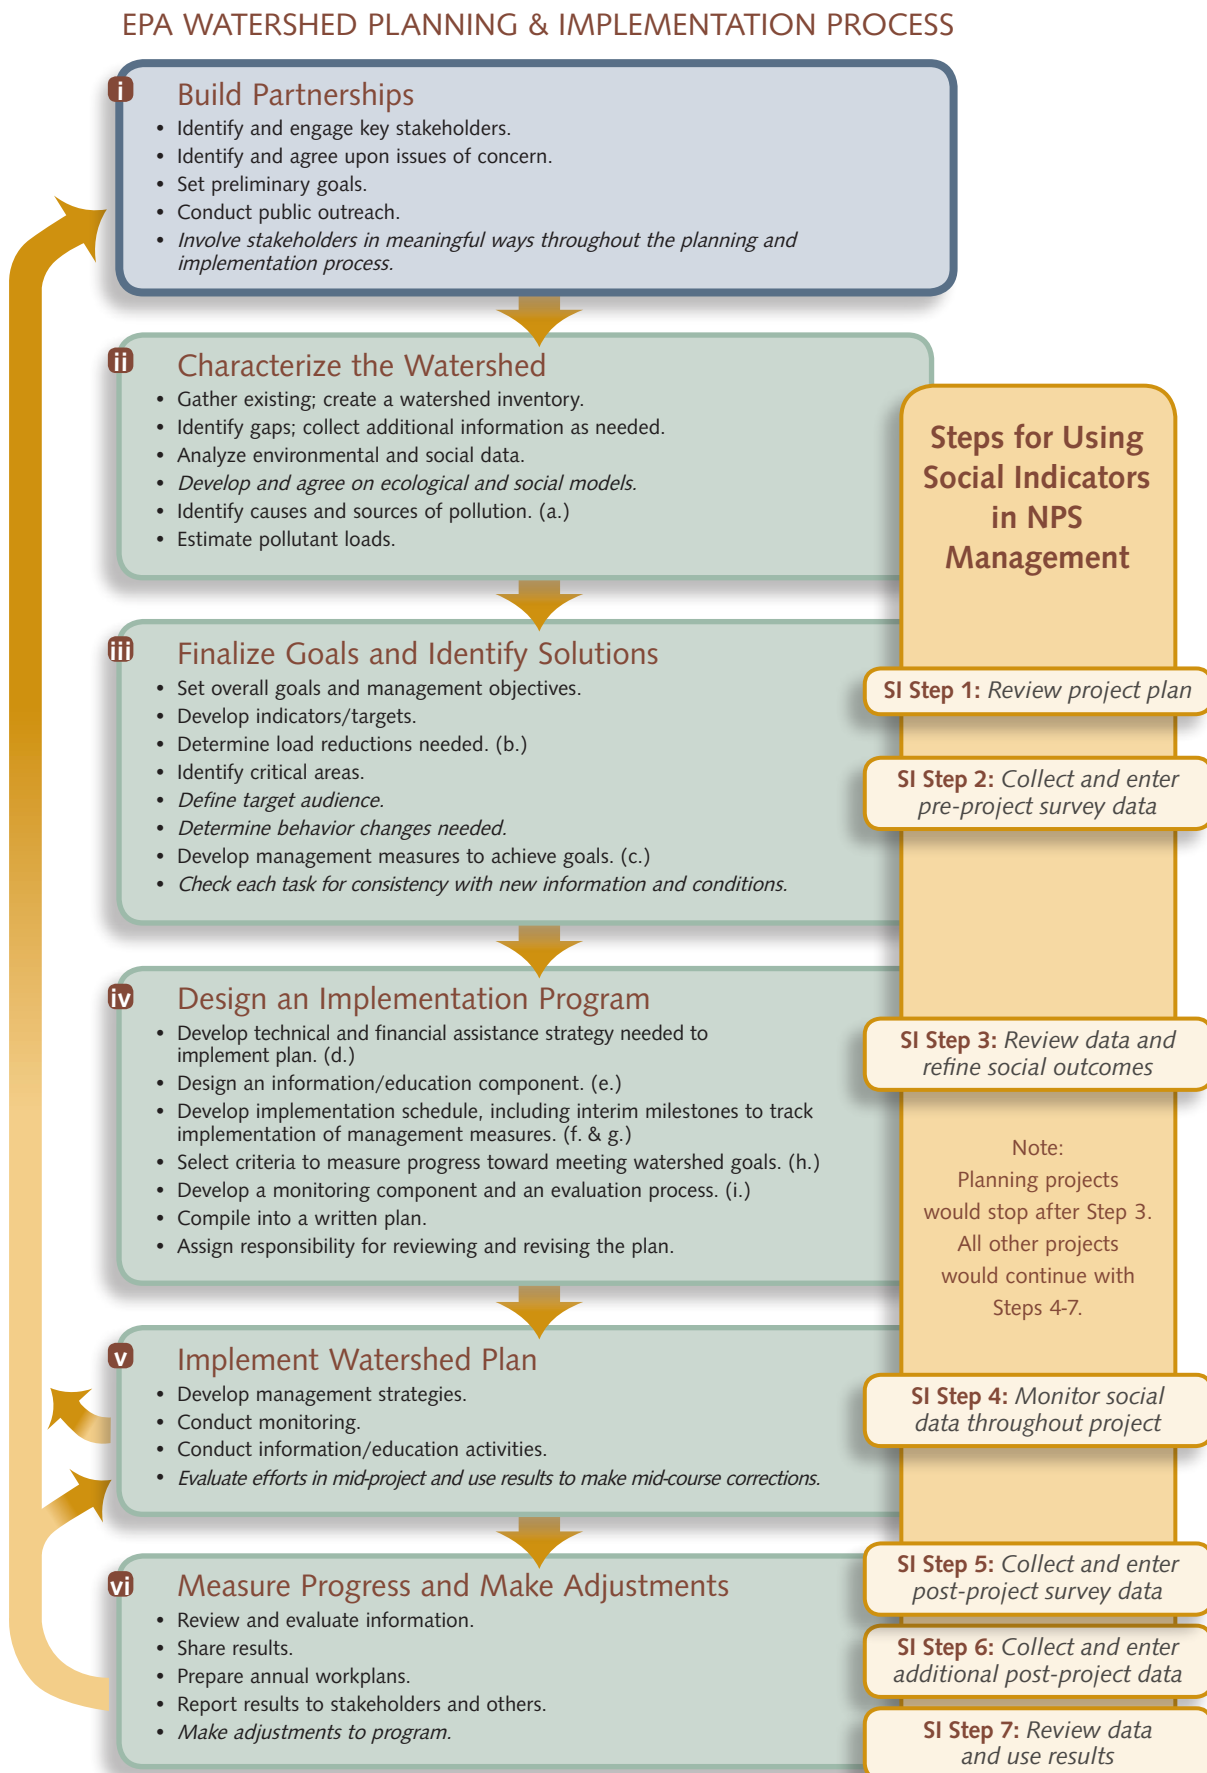 EPA WATERSHED PLANNING & IMPLEMENTATION PROCESS
i
Build Partnerships
• Identify and engage key stakeholders.
• Identify and agree upon issues of concern.
• Set preliminary goals.
• Conduct public outreach.
• Involve stakeholders in meaningful ways throughout the planning and
implementation process.
ii
Characterize the Watershed
• Gather existing; create a watershed inventory.
• Identify gaps; collect additional information as needed.
• Analyze environmental and social data.
• Develop and agree on ecological and social models.
• Identify causes and sources of pollution. (a.)
• Estimate pollutant loads.
iii
Finalize Goals and Identify Solutions
• Set overall goals and management objectives.
• Develop indicators/targets.
• Determine load reductions needed. (b.)
• Identify critical areas.
• Define target audience.
• Determine behavior changes needed.
• Develop management measures to achieve goals. (c.)
• Check each task for consistency with new information and conditions.
iv
Design an Implementation Program
• Develop technical and financial assistance strategy needed to
implement plan. (d.)
• Design an information/education component. (e.)
• Develop implementation schedule, including interim milestones to track
implementation of management measures. (f. & g.)
• Select criteria to measure progress toward meeting watershed goals. (h.)
• Develop a monitoring component and an evaluation process. (i.)
• Compile into a written plan.
• Assign responsibility for reviewing and revising the plan.
v
Implement Watershed Plan
• Develop management strategies.
• Conduct monitoring.
• Conduct information/education activities.
• Evaluate efforts in mid-project and use results to make mid-course corrections.
vi
Measure Progress and Make Adjustments
• Review and evaluate information.
• Share results.
• Prepare annual workplans.
• Report results to stakeholders and others.
• Make adjustments to program.
Steps for Using
Social Indicators
in NPS
Management
SI Step 1: Review project plan
SI Step 2: Collect and enter
pre-project survey data
SI Step 3: Review data and
refine social outcomes
Note:
Planning projects
would stop after Step 3.
All other projects
would continue with
Steps 4-7.
SI Step 4: Monitor social
data throughout project
SI Step 5: Collect and enter
post-project survey data
SI Step 6: Collect and enter
additional post-project data
SI Step 7: Review data
and use results